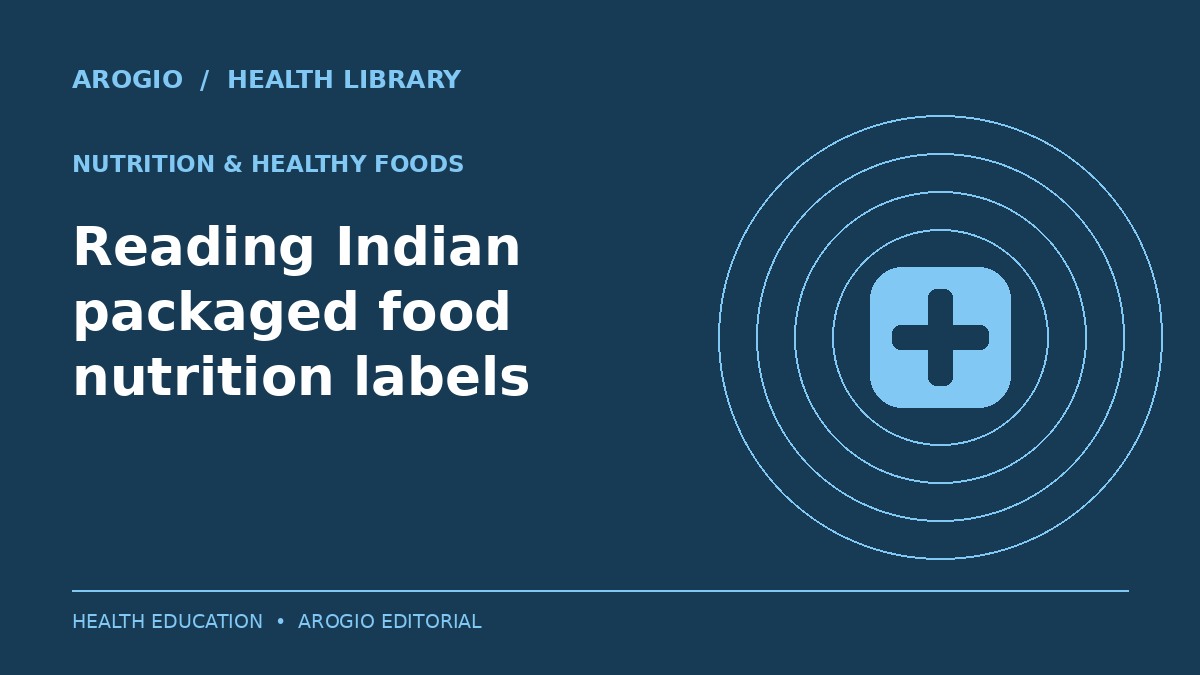 AROGIO / HEALTH LIBRARY
NUTRITION & HEALTHY FOODS
Reading Indian
packaged food
nutrition labels
HEALTH EDUCATION • AROGIO EDITORIAL